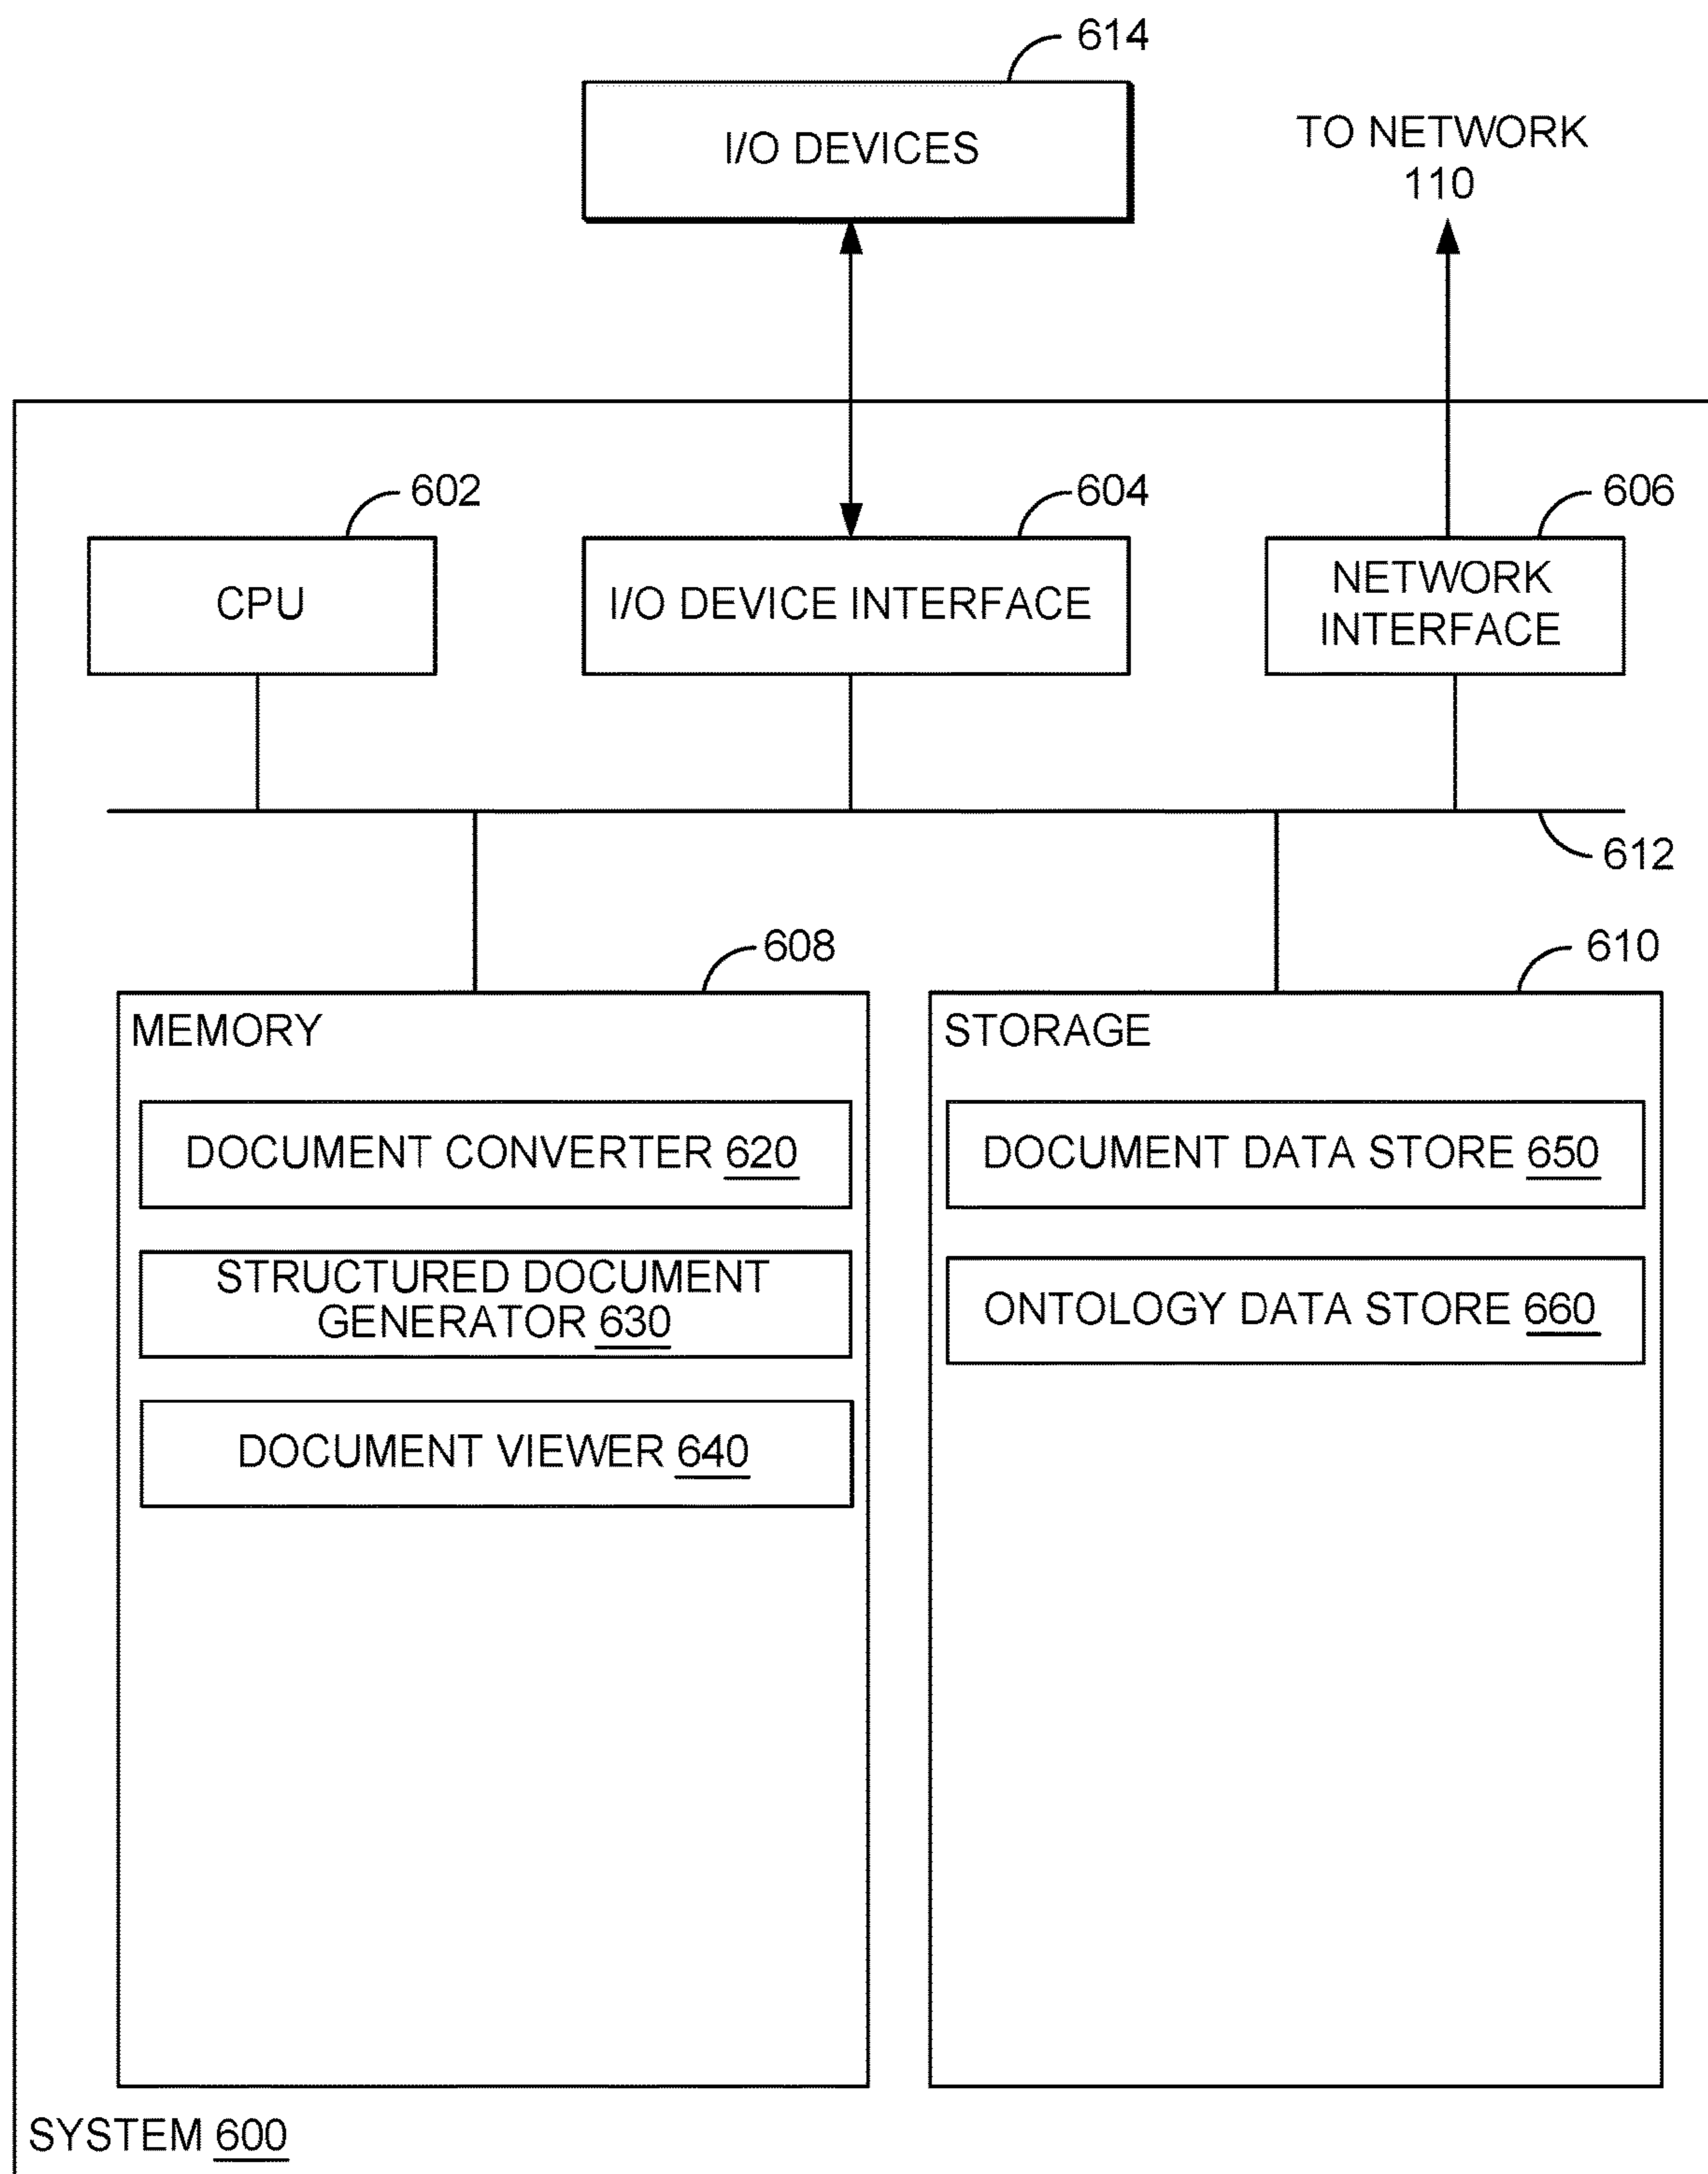 614
I/O DEVICES
TO NETWORK
110
602
604
606
CPU
I/O DEVICE INTERFACE
NETWORK
INTERFACE
612
608
610
MEMORY
STORAGE
DOCUMENT CONVERTER 620
DOCUMENT DATA STORE 650
STRUCTURED DOCUMENT
GENERATOR 630
ONTOLOGY DATA STORE 660
DOCUMENT VIEWER 640
SYSTEM 600